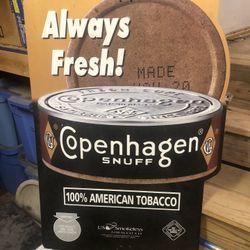 Always
Fresh!
MADE
Copenhagen®
SNUFF
100% AMERICAN TOBACCO